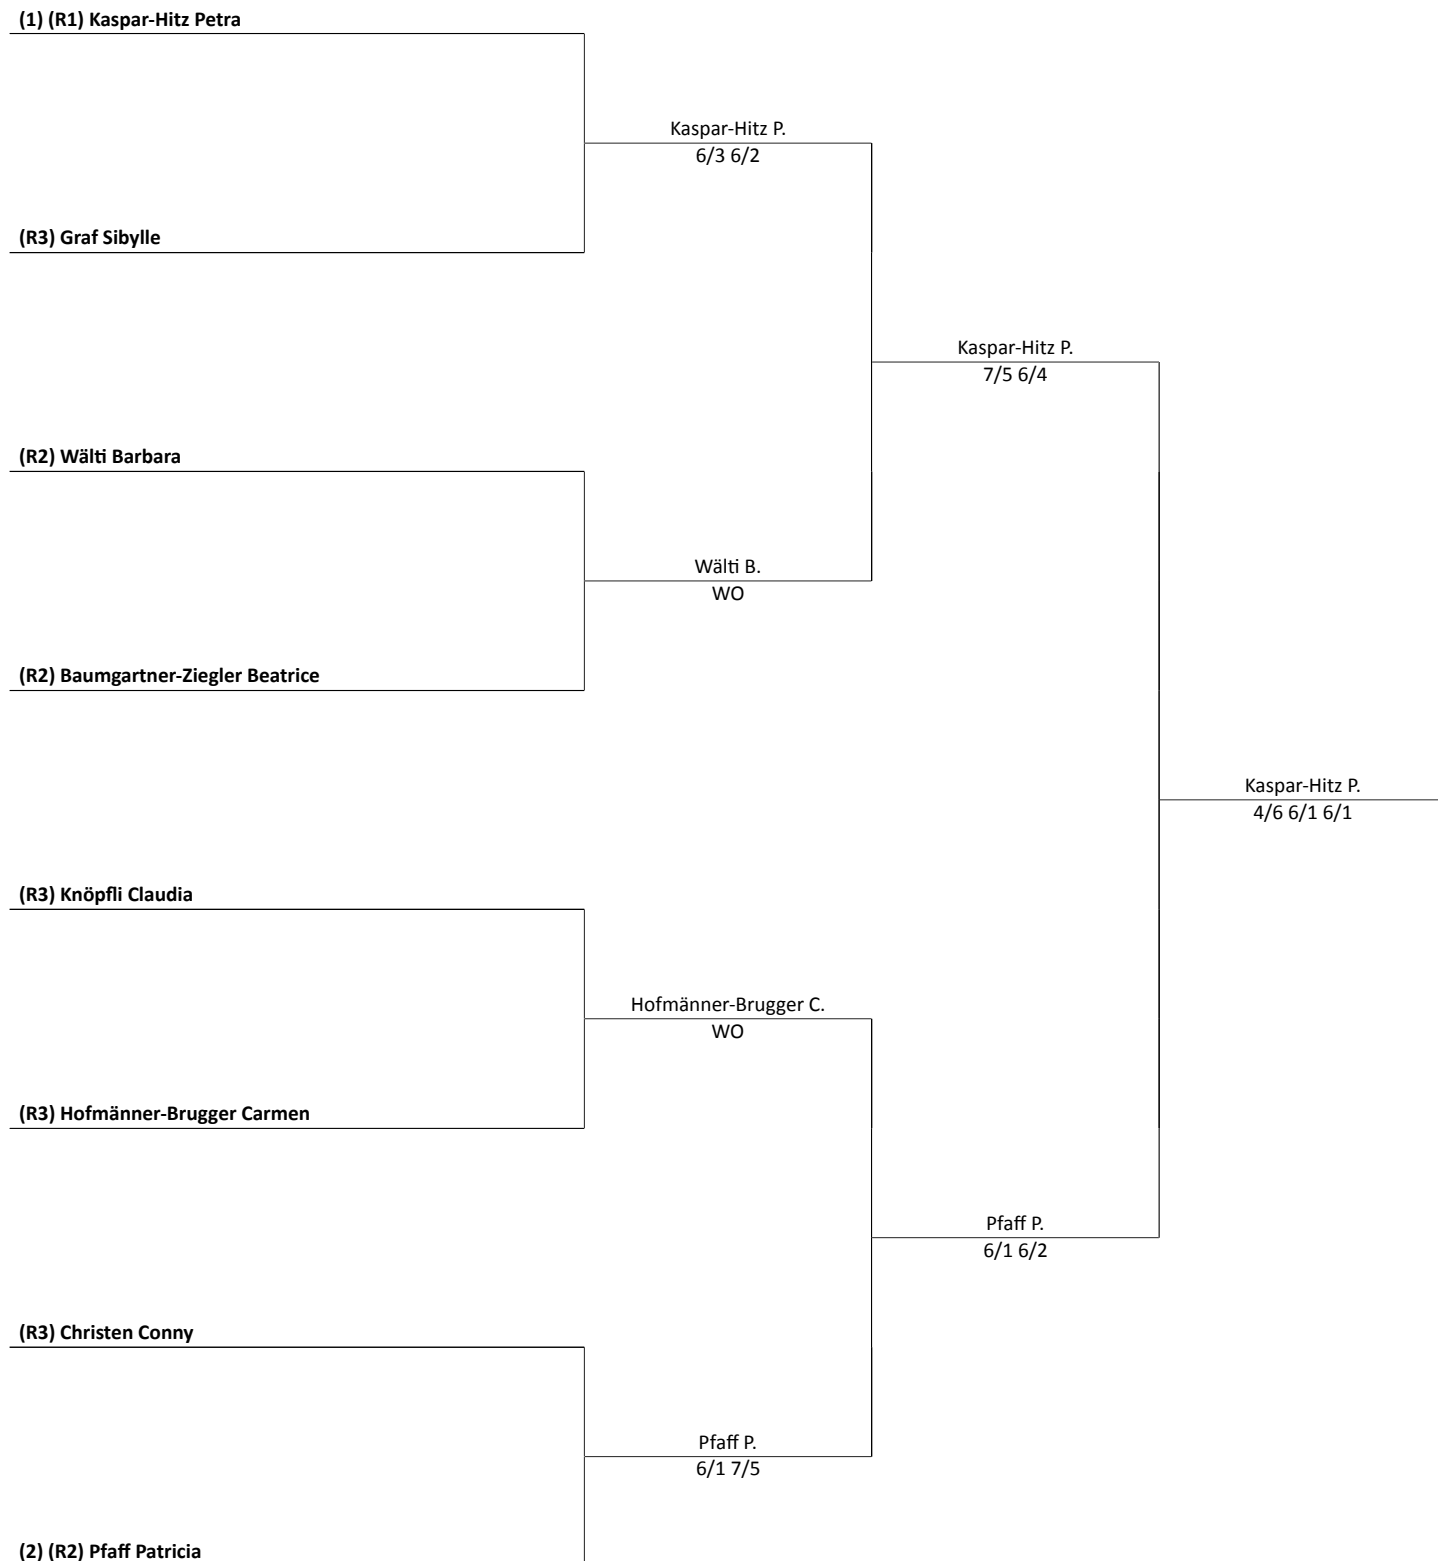 (1) (R1) Kaspar-Hitz Petra
Kaspar-Hitz P.
6/3 6/2
(R3) Graf Sibylle
Kaspar-Hitz P.
7/5 6/4
(R2) Wälti Barbara
Wälti B.
WO
(R2) Baumgartner-Ziegler Beatrice
Kaspar-Hitz P.
4/6 6/1 6/1
(R3) Knöpfli Claudia
Hofmänner-Brugger C.
WO
(R3) Hofmänner-Brugger Carmen
Pfaff P.
6/1 6/2
(R3) Christen Conny
Pfaff P.
6/1 7/5
(2) (R2) Pfaff Patricia